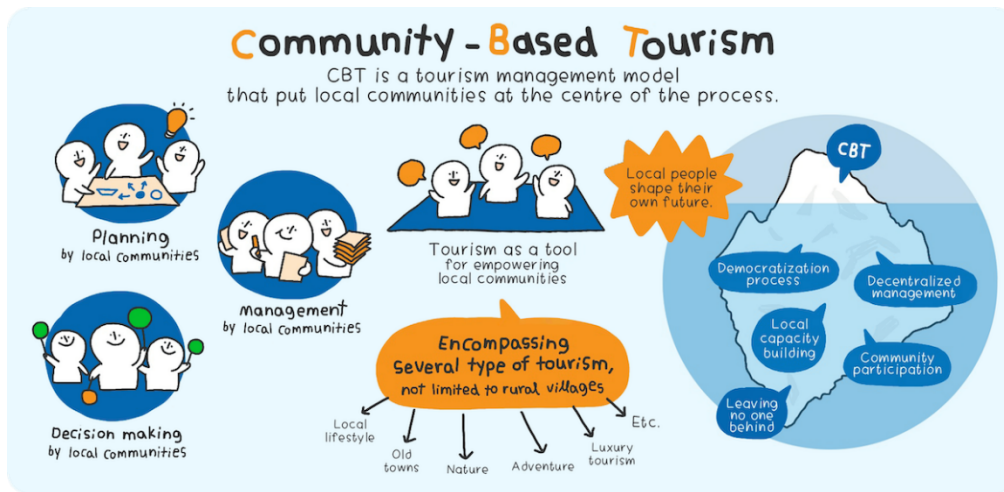 Community - Based Tourism
CBT is a tourism management model
that put local communities at the centre of the process.
Planning
by local communities
management
by local communities
Decision making
by local communities
Tourism as a tool
for empowering
local communities
Local people
shape their
own future.
Encompassing
several type of tourism,
not limited to rural villages
Local
lifestyle
Old
towns
Nature
Adventure
Luxury
tourism
Etc.
CBT
Democratization
process
Decentralized
management
Local
capacity
building
Community
participation
Leaving
no one
behind